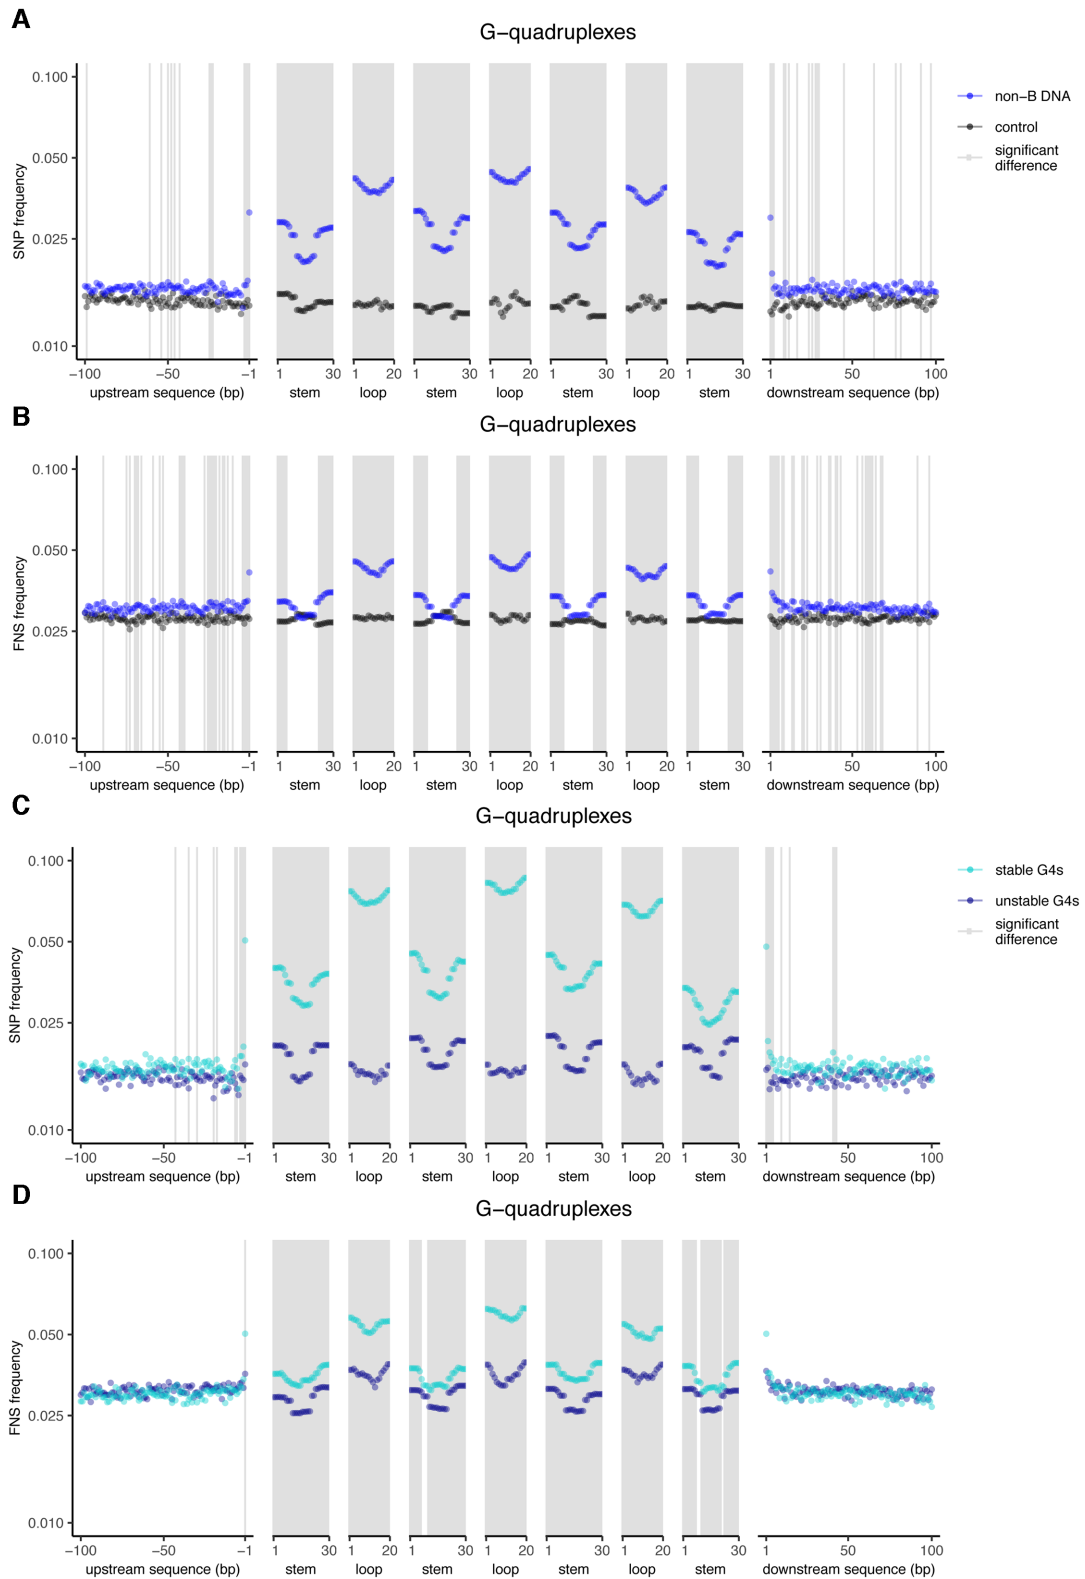 A
G−quadruplexes
0.100
0.050
0.025
0.010
SNP frequency
−100 −50 −1 1 30 1 20 1 30 1 20 1 30 1 20 1 30 1 50 100
upstream sequence (bp) stem loop stem loop stem loop stem downstream sequence (bp)
non−B DNA
control
significant
difference
B
G−quadruplexes
0.100
0.050
0.025
0.010
FNS frequency
−100 −50 −1 1 30 1 20 1 30 1 20 1 30 1 20 1 30 1 50 100
upstream sequence (bp) stem loop stem loop stem loop stem downstream sequence (bp)
C
G−quadruplexes
0.100
0.050
0.025
0.010
SNP frequency
−100 −50 −1 1 30 1 20 1 30 1 20 1 30 1 20 1 30 1 50 100
upstream sequence (bp) stem loop stem loop stem loop stem downstream sequence (bp)
stable G4s
unstable G4s
significant
difference
D
G−quadruplexes
0.100
0.050
0.025
0.010
FNS frequency
−100 −50 −1 1 30 1 20 1 30 1 20 1 30 1 20 1 30 1 50 100
upstream sequence (bp) stem loop stem loop stem loop stem downstream sequence (bp)